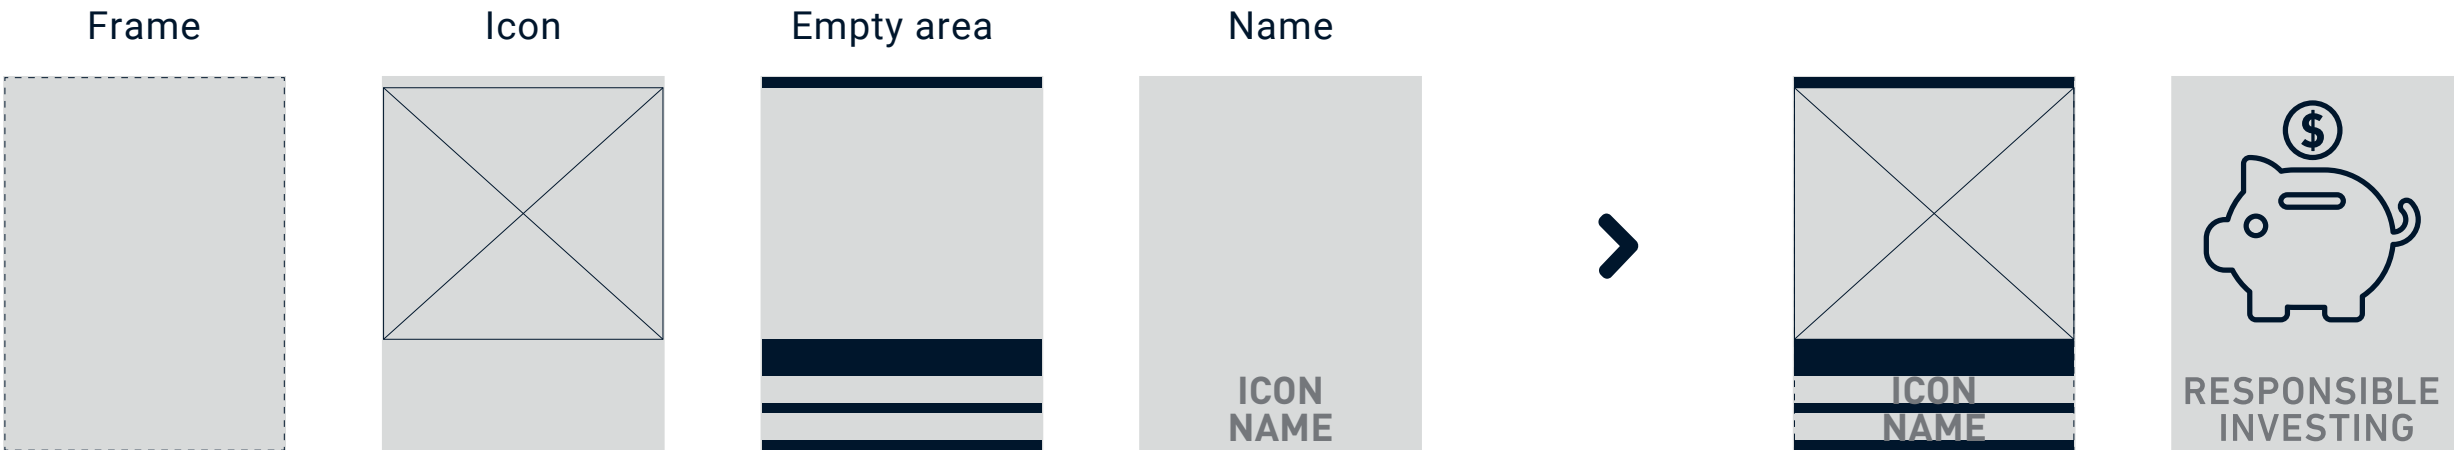 Frame
Icon
Empty area
Name
ICON
NAME
ICON
NAME
$
RESPONSIBLE
INVESTING